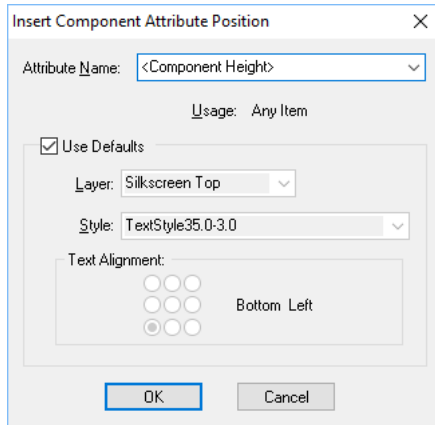 Insert Component Attribute Position
Attribute Name: <Component Height>
Usage: Any Item
Use Defaults
Layer: Silkscreen Top
Style: TextStyle35.0-3.0
Text Alignment:
Bottom Left
OK Cancel